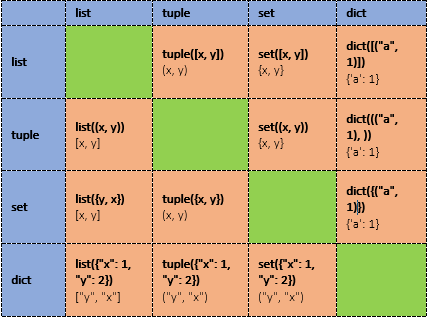 list tuple set dict
list
tuple([x, y])
(x, y)
set([x, y])
{x, y}
dict([("a",
1)])
{'a': 1}
tuple
list((x, y))
[x, y]
set((x, y))
{x, y}
dict((("a",
1), ))
{'a': 1}
set
list({y, x})
[x, y]
tuple({x, y})
(x, y)
dict({("a",
1)})
{'a': 1}
dict
list({"x": 1,
"y": 2})
["y", "x"]
tuple({"x": 1,
"y": 2})
("y", "x")
set({"x": 1,
"y": 2})
("y", "x")